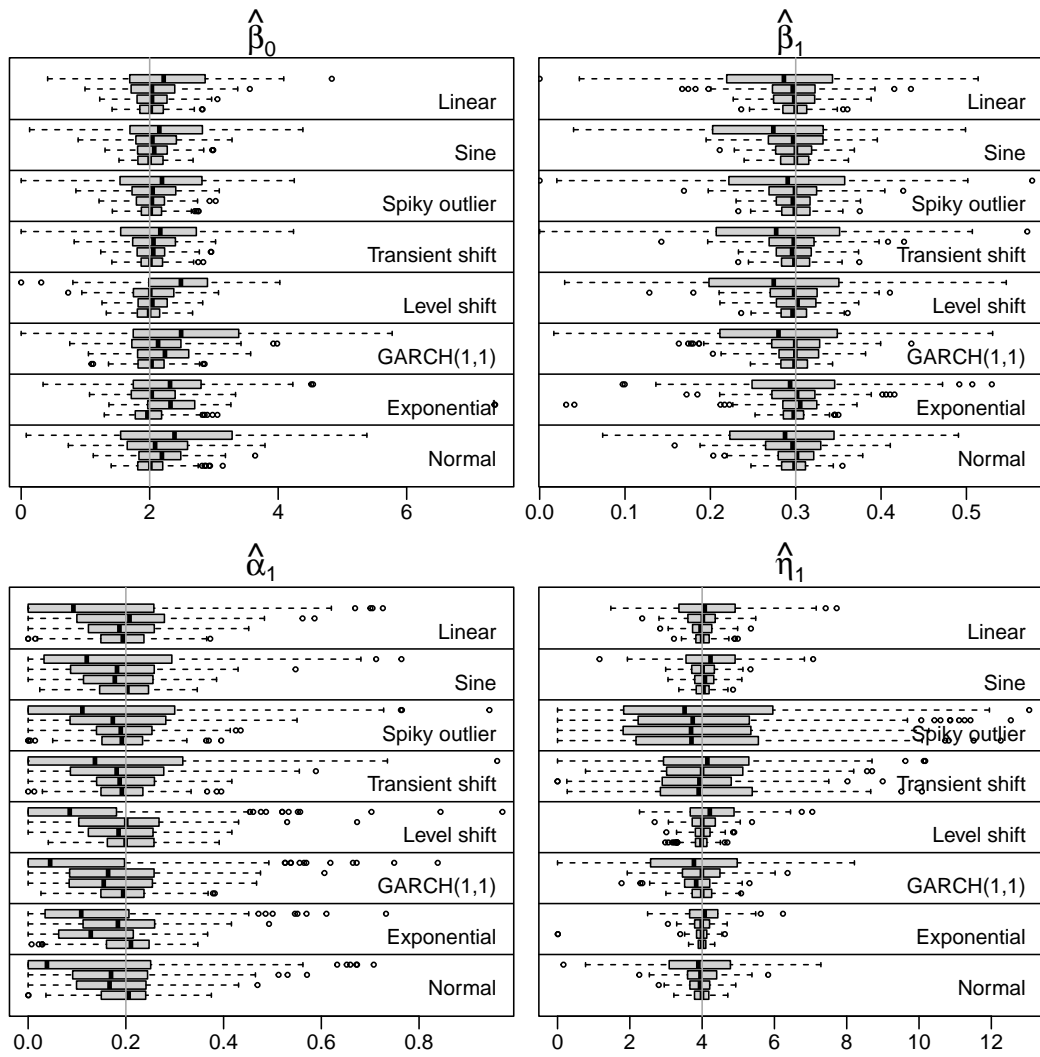 β̂₀
Linear
Sine
Spiky outlier
Transient shift
Level shift
GARCH(1,1)
Exponential
Normal
0 2 4 6
β̂₁
Linear
Sine
Spiky outlier
Transient shift
Level shift
GARCH(1,1)
Exponential
Normal
0.0 0.1 0.2 0.3 0.4 0.5
α̂₁
Linear
Sine
Spiky outlier
Transient shift
Level shift
GARCH(1,1)
Exponential
Normal
0.0 0.2 0.4 0.6 0.8
η̂₁
Linear
Sine
Spiky outlier
Transient shift
Level shift
GARCH(1,1)
Exponential
Normal
0 2 4 6 8 10 12